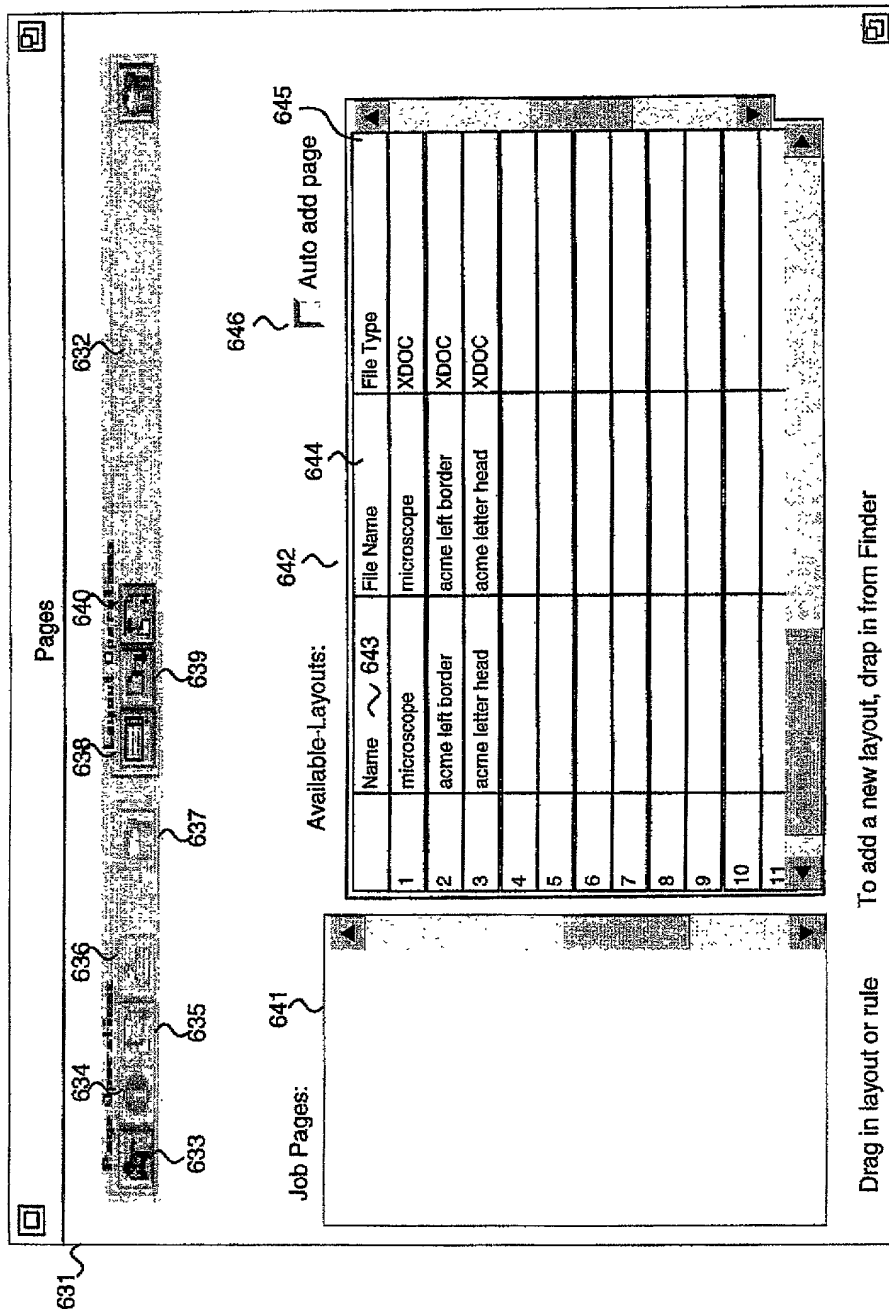 631
Pages
632
633
634
635
636
637
638
639
640
Job Pages:
641
Available-Layouts:
642
646
Auto add page
645
Name 643
File Name 644
File Type
1 microscope microscope XDOC
2 acme left border acme left border XDOC
3 acme letter head acme letter head XDOC
4
5
6
7
8
9
10
11
Drag in layout or rule
To add a new layout, drap in from Finder